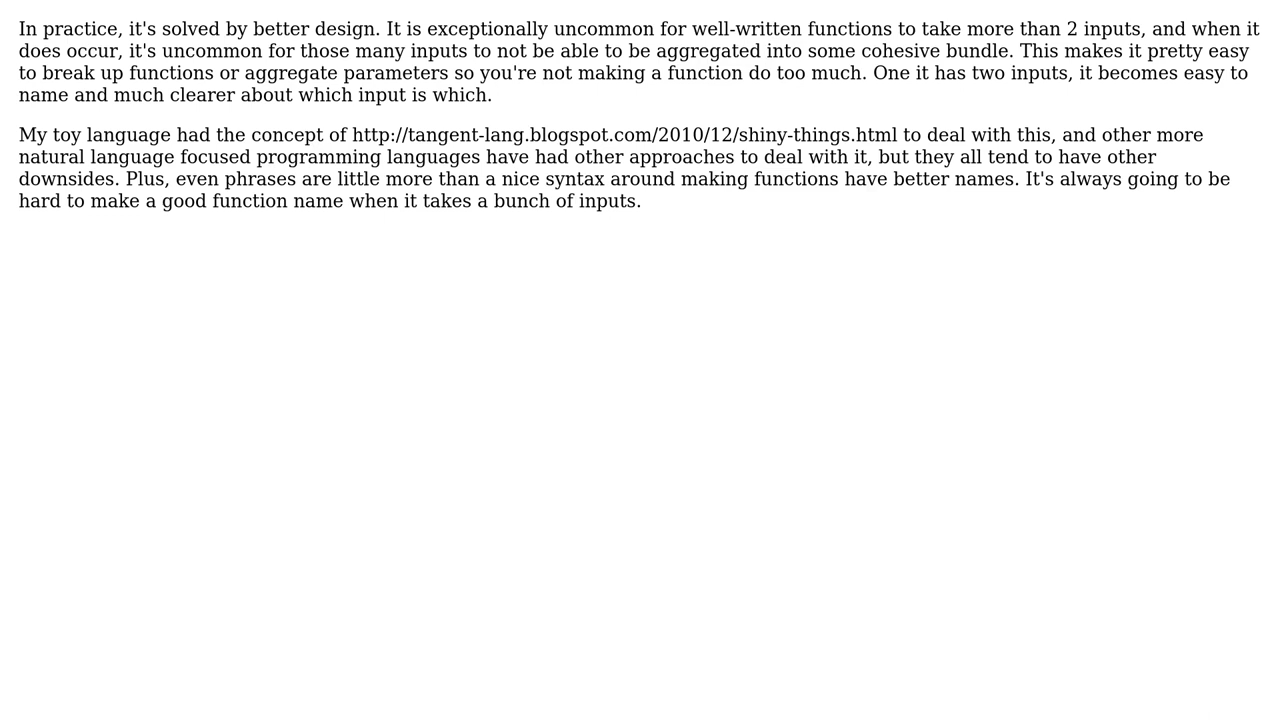 In practice, it's solved by better design. It is exceptionally uncommon for well-written functions to take more than 2 inputs, and when it
does occur, it's uncommon for those many inputs to not be able to be aggregated into some cohesive bundle. This makes it pretty easy
to break up functions or aggregate parameters so you're not making a function do too much. One it has two inputs, it becomes easy to
name and much clearer about which input is which.
My toy language had the concept of http://tangent-lang.blogspot.com/2010/12/shiny-things.html to deal with this, and other more
natural language focused programming languages have had other approaches to deal with it, but they all tend to have other
downsides. Plus, even phrases are little more than a nice syntax around making functions have better names. It's always going to be
hard to make a good function name when it takes a bunch of inputs.